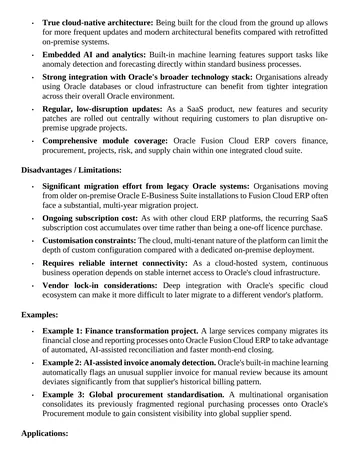 • True cloud-native architecture: Being built for the cloud from the ground up allows
for more frequent updates and modern architectural benefits compared with retrofitted
on-premise systems.
• Embedded AI and analytics: Built-in machine learning features support tasks like
anomaly detection and forecasting directly within standard business processes.
• Strong integration with Oracle's broader technology stack: Organisations already
using Oracle databases or cloud infrastructure can benefit from tighter integration
across their overall Oracle environment.
• Regular, low-disruption updates: As a SaaS product, new features and security
patches are rolled out centrally without requiring customers to plan disruptive on-
premise upgrade projects.
• Comprehensive module coverage: Oracle Fusion Cloud ERP covers finance,
procurement, projects, risk, and supply chain within one integrated cloud suite.
Disadvantages / Limitations:
• Significant migration effort from legacy Oracle systems: Organisations moving
from older on-premise Oracle E-Business Suite installations to Fusion Cloud ERP often
face a substantial, multi-year migration project.
• Ongoing subscription cost: As with other cloud ERP platforms, the recurring SaaS
subscription cost accumulates over time rather than being a one-off licence purchase.
• Customisation constraints: The cloud, multi-tenant nature of the platform can limit the
depth of custom configuration compared with a dedicated on-premise deployment.
• Requires reliable internet connectivity: As a cloud-hosted system, continuous
business operation depends on stable internet access to Oracle's cloud infrastructure.
• Vendor lock-in considerations: Deep integration with Oracle's specific cloud
ecosystem can make it more difficult to later migrate to a different vendor's platform.
Examples:
• Example 1: Finance transformation project. A large services company migrates its
financial close and reporting processes onto Oracle Fusion Cloud ERP to take advantage
of automated, AI-assisted reconciliation and faster month-end closing.
• Example 2: AI-assisted invoice anomaly detection. Oracle's built-in machine learning
automatically flags an unusual supplier invoice for manual review because its amount
deviates significantly from that supplier's historical billing pattern.
• Example 3: Global procurement standardisation. A multinational organisation
consolidates its previously fragmented regional purchasing processes onto Oracle's
Procurement module to gain consistent visibility into global supplier spend.
Applications: